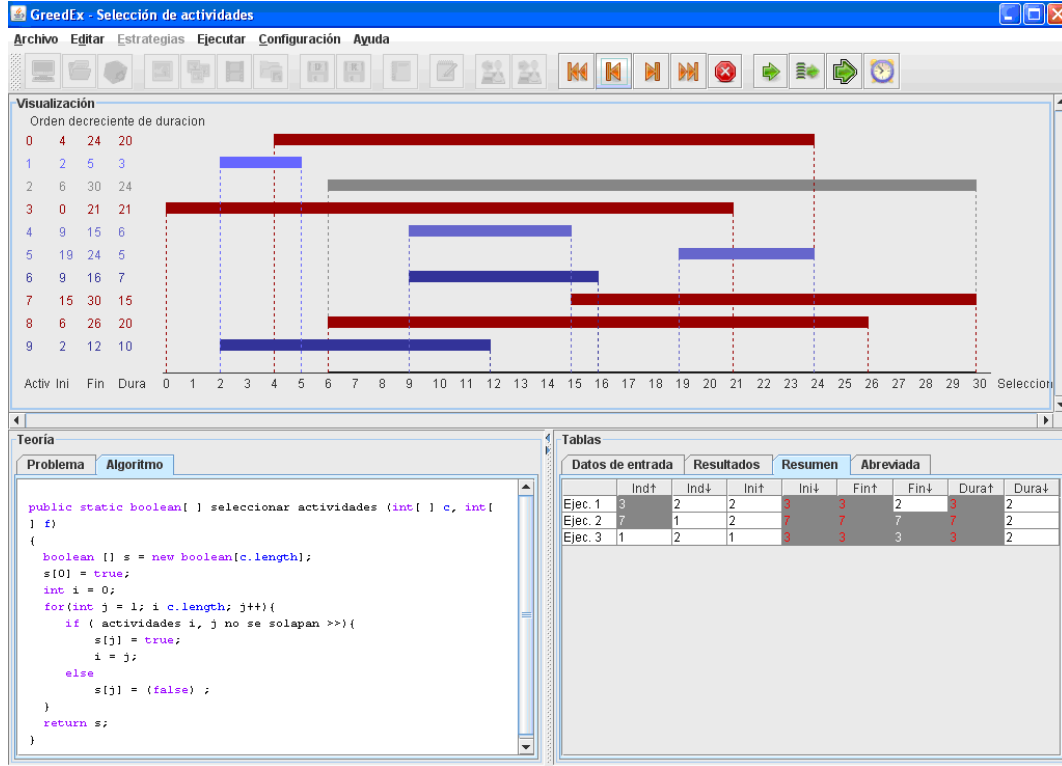 GreedEx - Selección de actividades
Archivo Editar Estrategias Ejecutar Configuración Ayuda
Visualización
Orden decreciente de duracion
0 4 24 20
1 2 5 3
2 6 30 24
3 0 21 21
4 9 15 6
5 19 24 5
6 9 16 7
7 15 30 15
8 6 26 20
9 2 12 10
Activ Ini Fin Dura 0 1 2 3 4 5 6 7 8 9 10 11 12 13 14 15 16 17 18 19 20 21 22 23 24 25 26 27 28 29 30 Seleccion
Teoría
Problema Algoritmo
public static boolean[ ] seleccionar actividades (int[ ] c, int[
] f)
{
boolean [] s = new boolean[c.length];
s[0] = true;
int i = 0;
for(int j = 1; i c.length; j++){
if ( actividades i, j no se solapan >>){
s[j] = true;
i = j;
else
s[j] = (false) ;
}
return s;
}
Tablas
Datos de entrada Resultados Resumen Abreviada
Ind↑ Ind↓ Ini↑ Ini↓ Fin↑ Fin↓ Dura↑ Dura↓
Ejec. 1 3 2 2 3 3 2 3 2
Ejec. 2 7 1 2 7 7 7 7 2
Ejec. 3 1 2 1 3 3 3 3 2